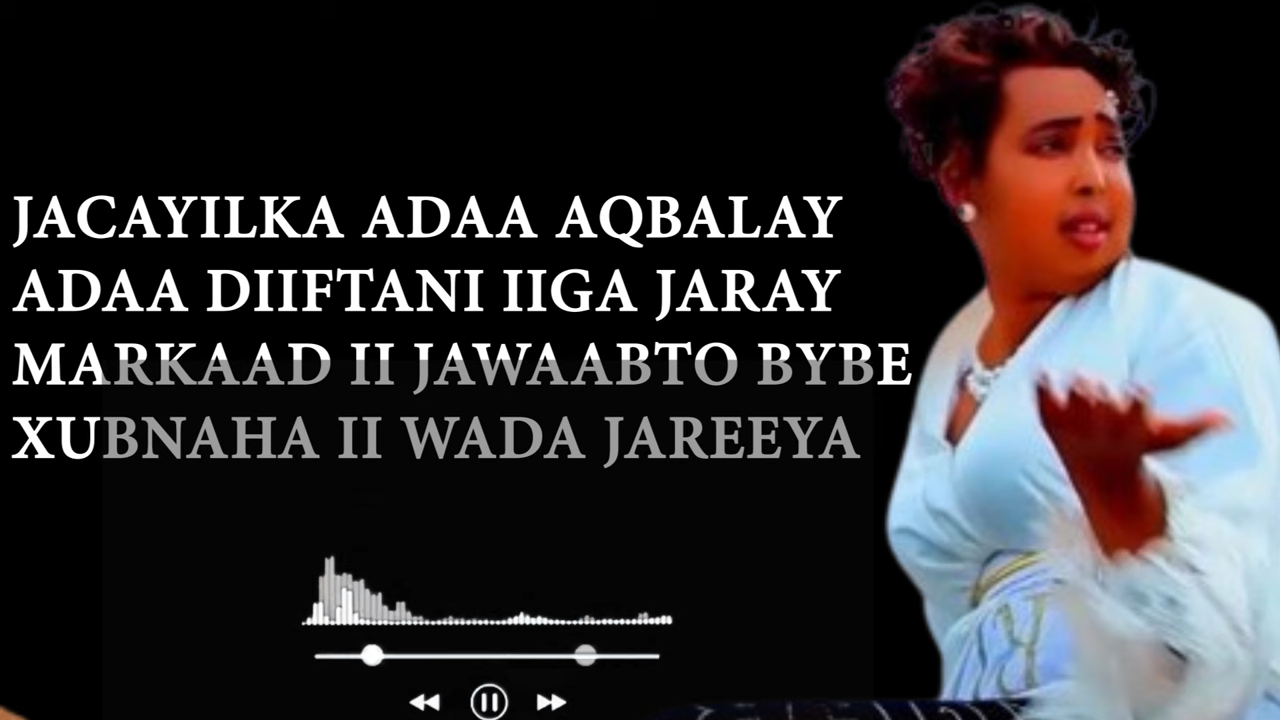 JACAYILKA ADAA AQBALAY
ADAA DIIFTANI IIGA JARAY
MARKAAD II JAWAABTO BYBE
XUBNAHA II WADA JAREEYA